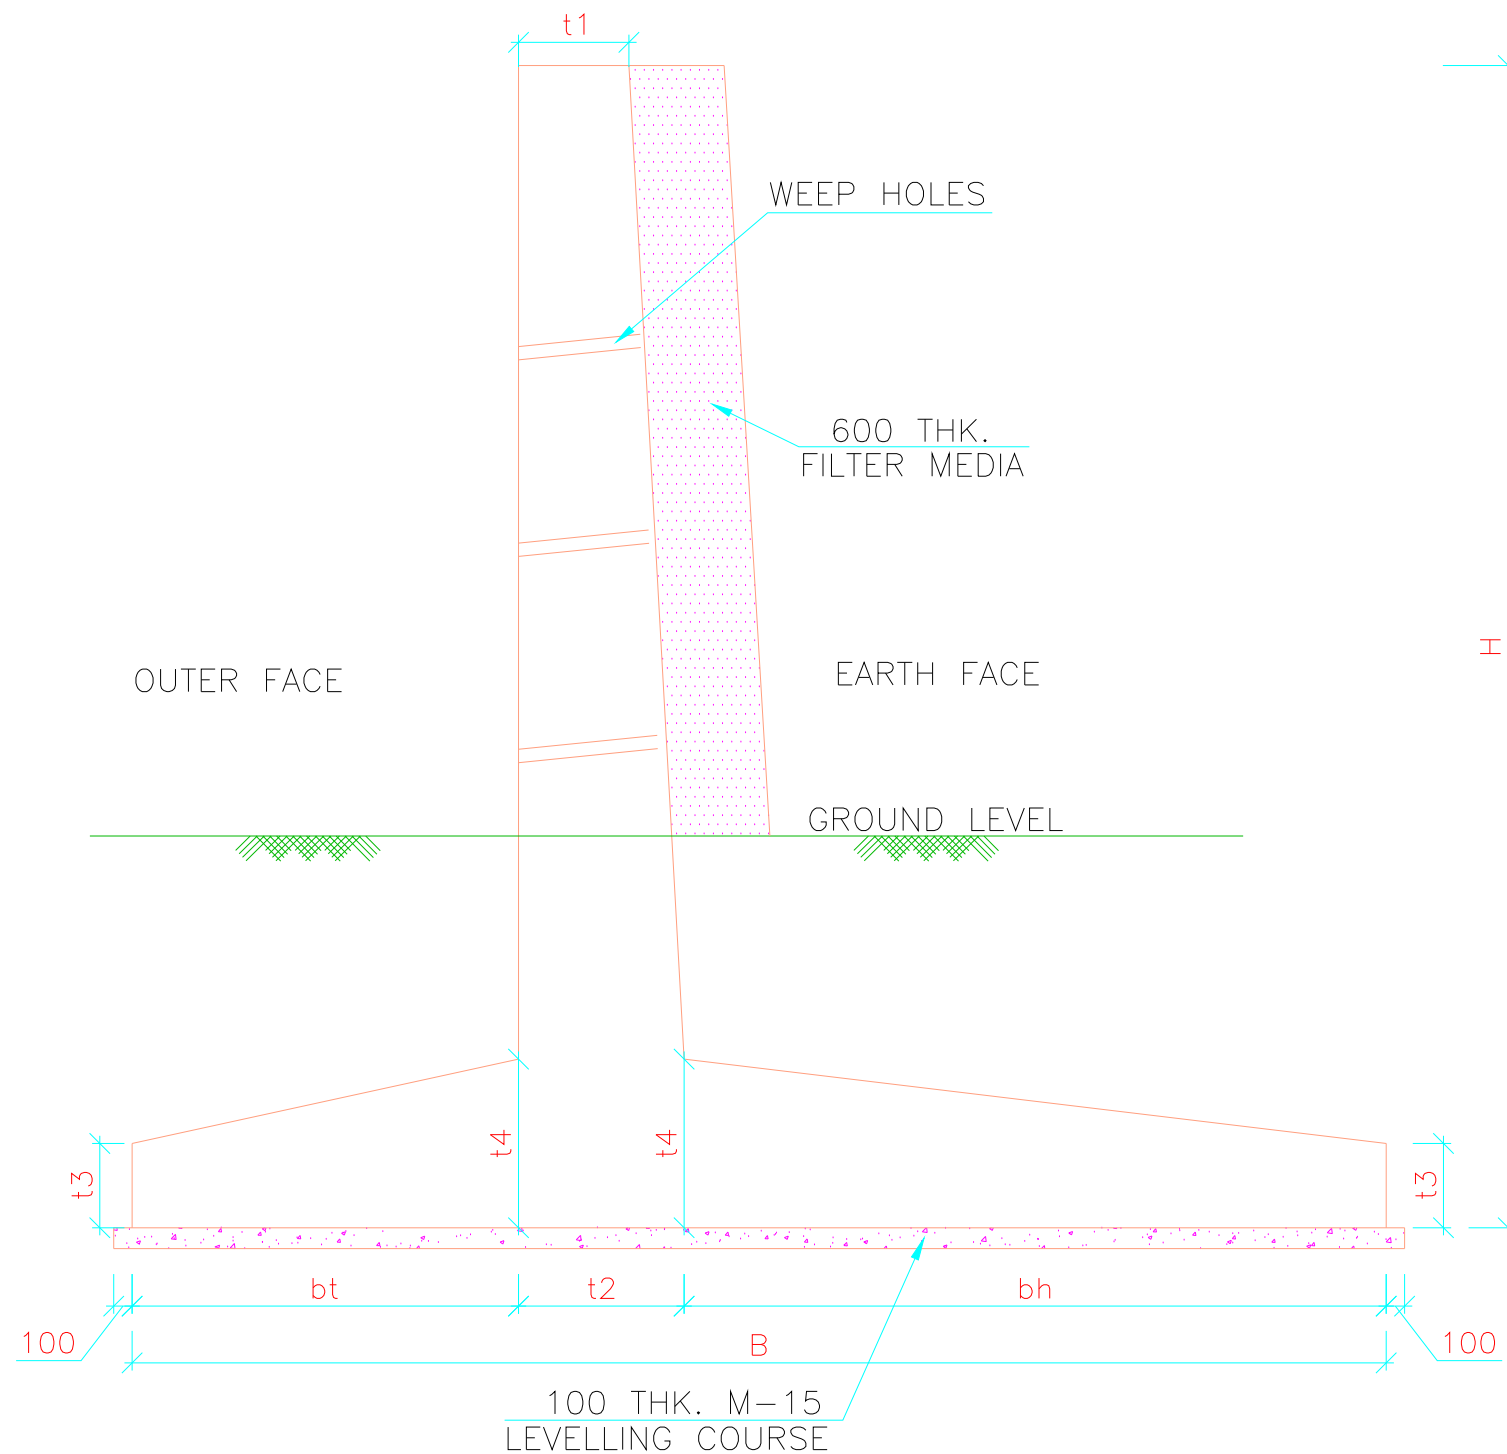 t1
WEEP HOLES
600 THK.
FILTER MEDIA
H
OUTER FACE
EARTH FACE
GROUND LEVEL
t4
t4
t3
t3
bt
t2
bh
100
B
100
100 THK. M-15
LEVELLING COURSE